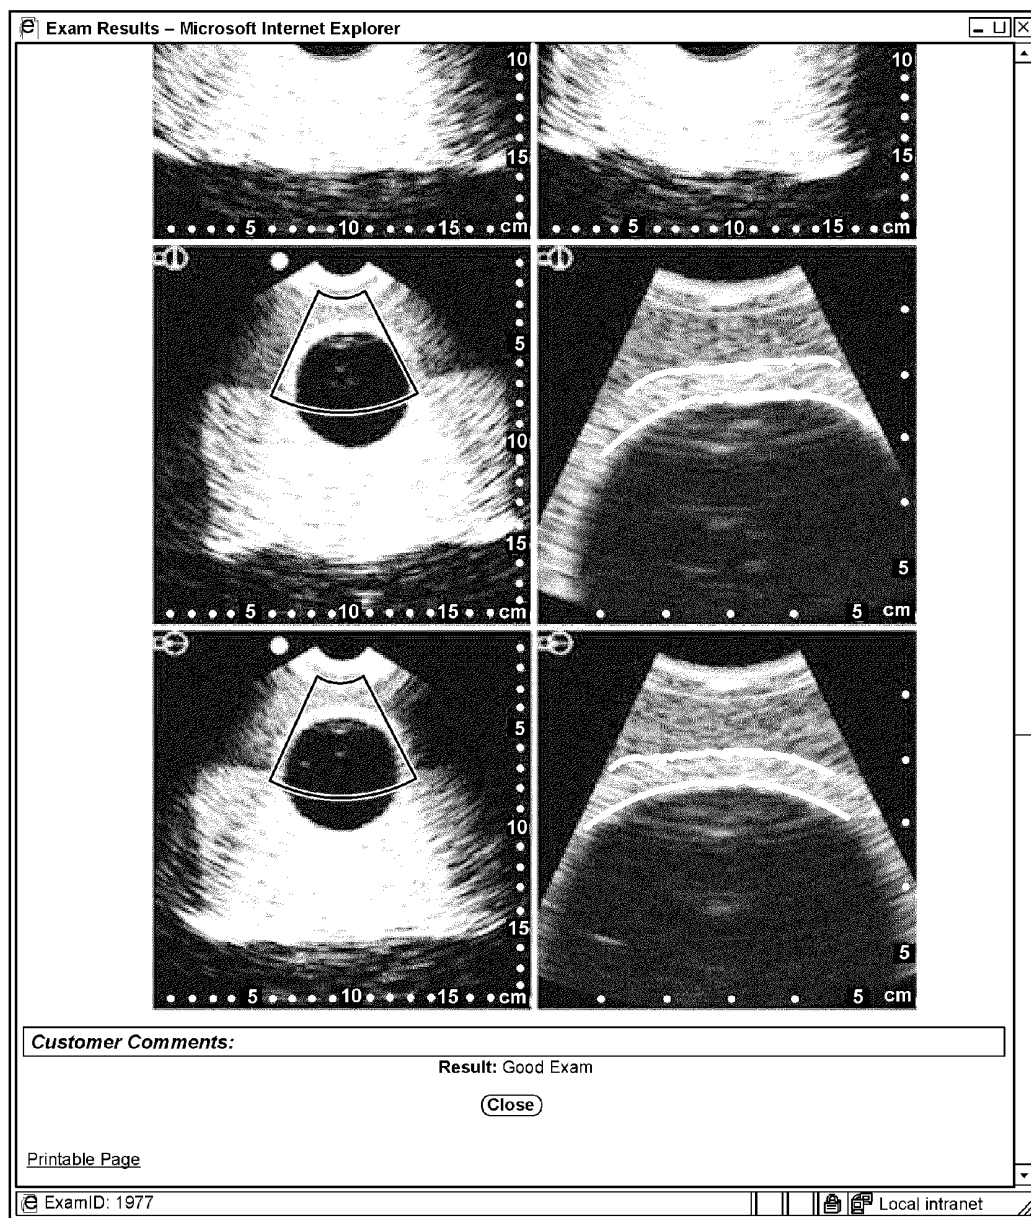 Exam Results – Microsoft Internet Explorer
10
15
5 10 15 cm
10
15
5 10 15 cm
5
10
15
5 10 15 cm
5
5 cm
5
10
15
5 10 15 cm
5
5 cm
Customer Comments:
Result: Good Exam
Close
Printable Page
ExamID: 1977
Local intranet